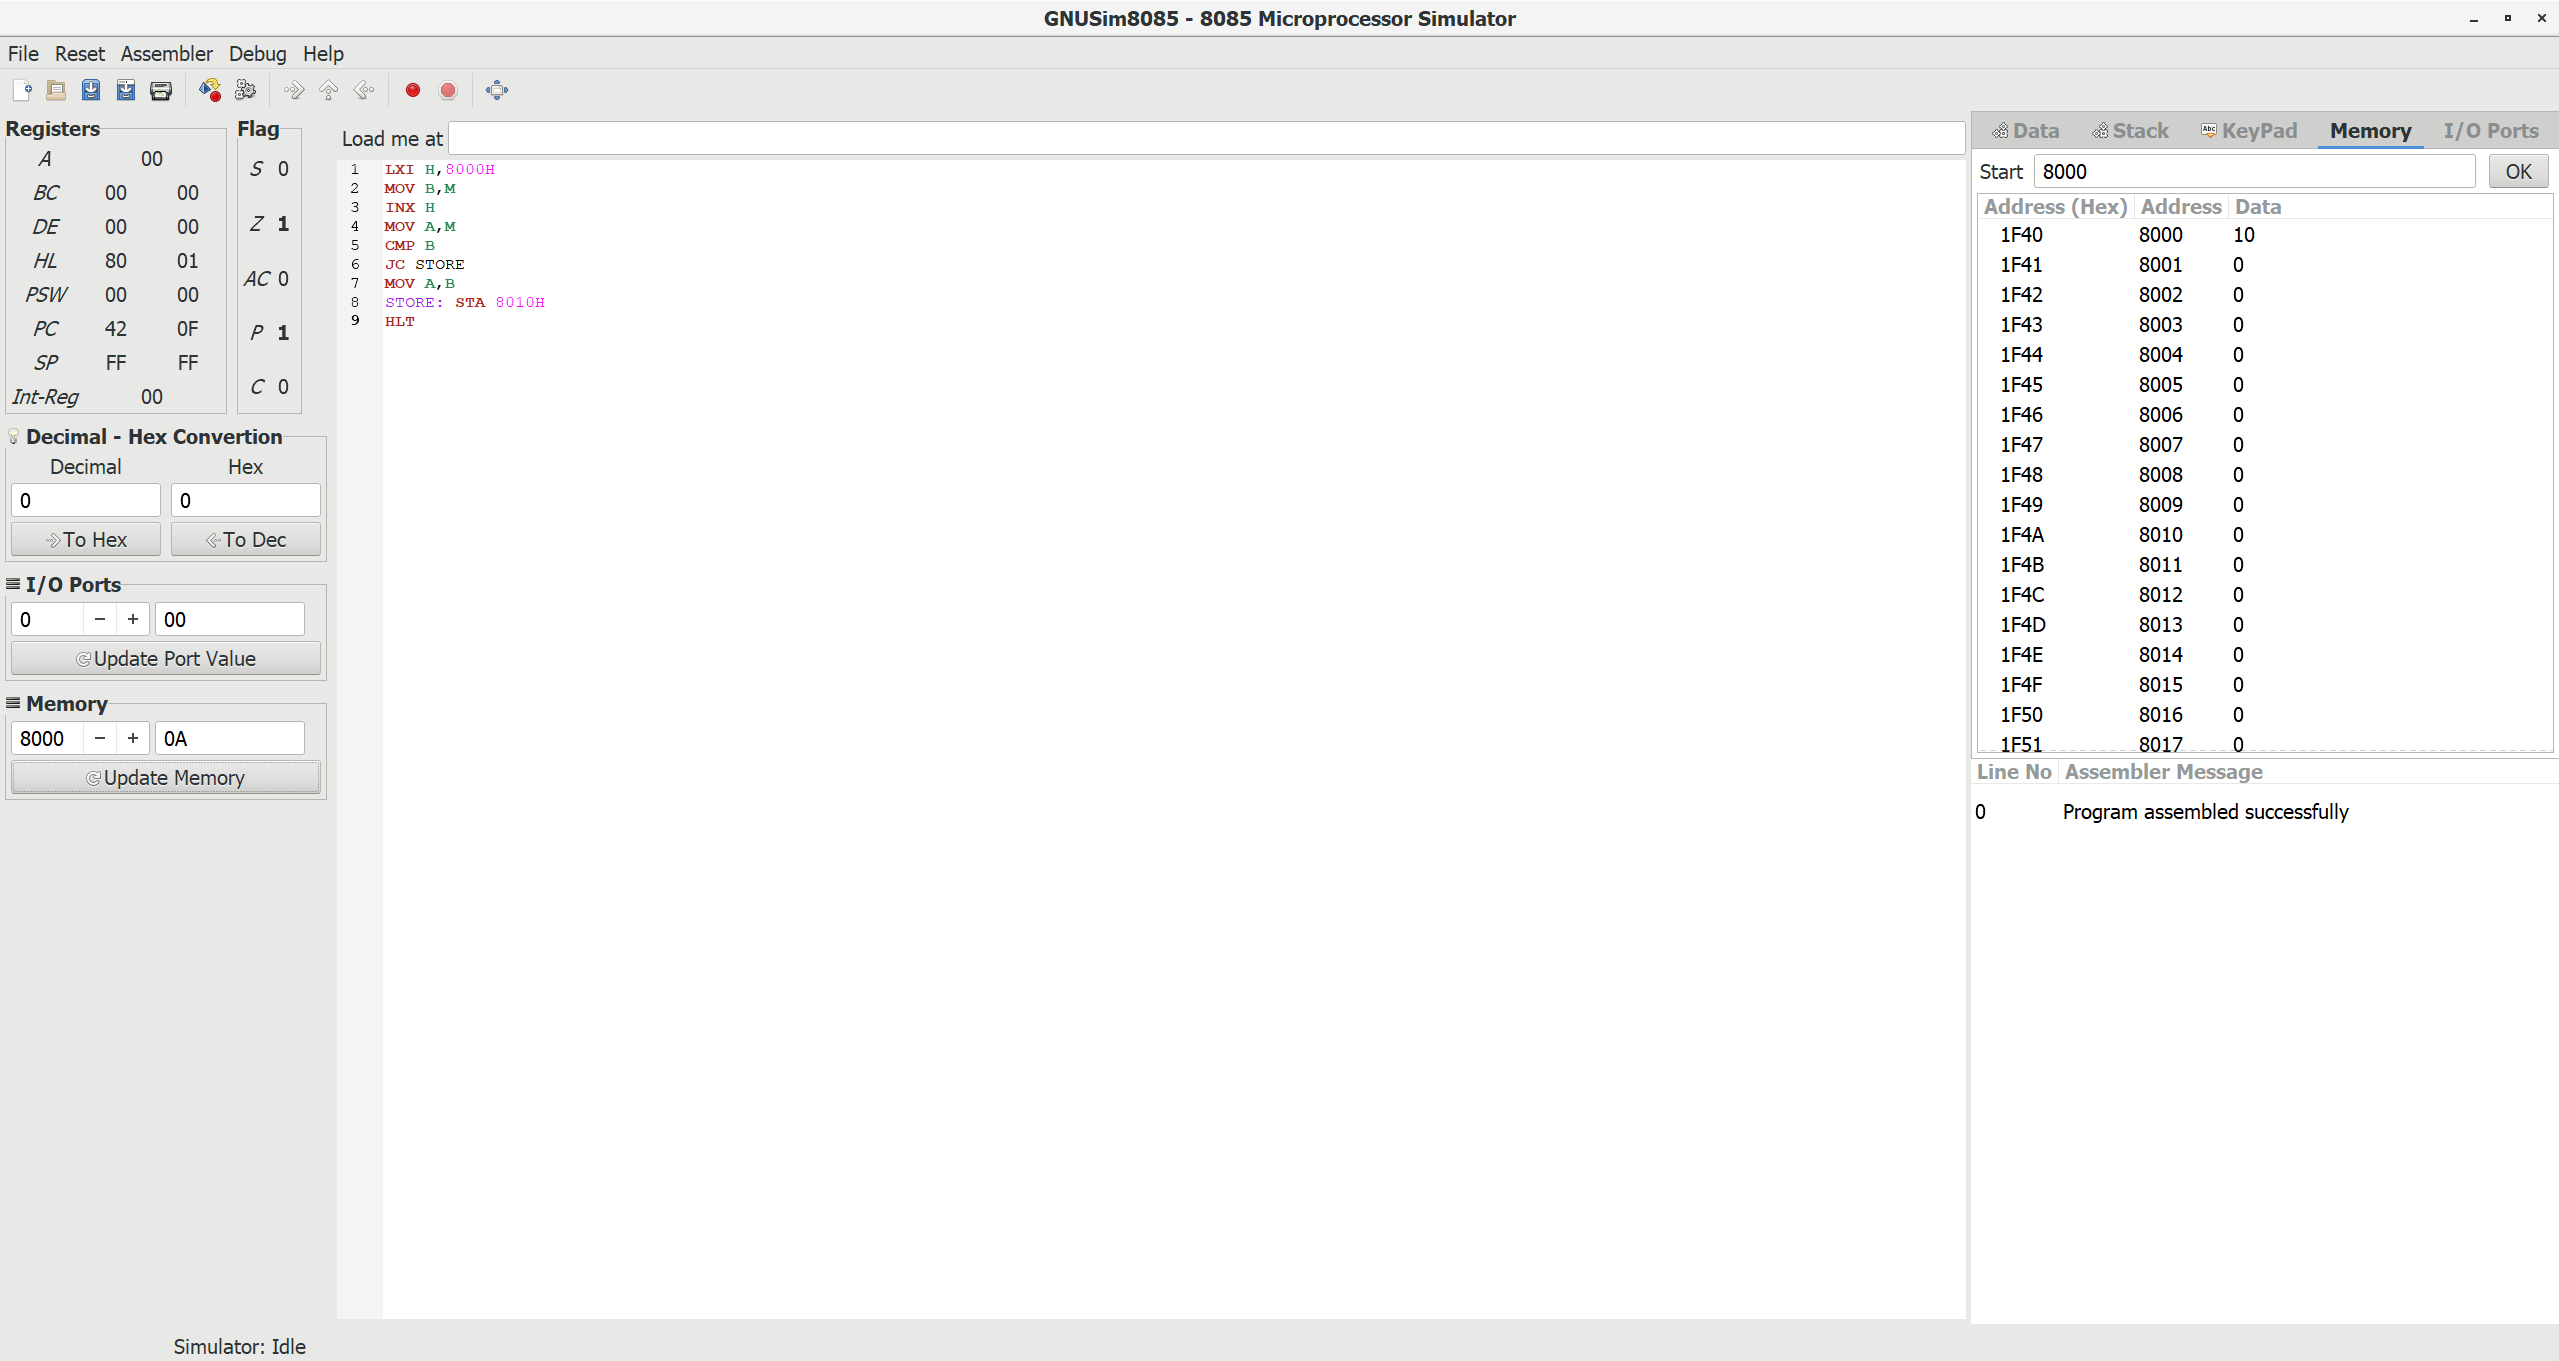 GNUSim8085 - 8085 Microprocessor Simulator
File Reset Assembler Debug Help
Registers
A 00
BC 00 00
DE 00 00
HL 80 01
PSW 00 00
PC 42 0F
SP FF FF
Int-Reg 00
Flag
S 0
Z 1
AC 0
P 1
C 0
Decimal - Hex Convertion
Decimal Hex
0 0
To Hex To Dec
I/O Ports
0 − + 00
Update Port Value
Memory
8000 − + 0A
Update Memory
Load me at
1 LXI H,8000H
2 MOV B,M
3 INX H
4 MOV A,M
5 CMP B
6 JC STORE
7 MOV A,B
8 STORE: STA 8010H
9 HLT
Data Stack KeyPad Memory I/O Ports
Start 8000 OK
Address (Hex) Address Data
1F40 8000 10
1F41 8001 0
1F42 8002 0
1F43 8003 0
1F44 8004 0
1F45 8005 0
1F46 8006 0
1F47 8007 0
1F48 8008 0
1F49 8009 0
1F4A 8010 0
1F4B 8011 0
1F4C 8012 0
1F4D 8013 0
1F4E 8014 0
1F4F 8015 0
1F50 8016 0
1F51 8017 0
Line No Assembler Message
0 Program assembled successfully
Simulator: Idle